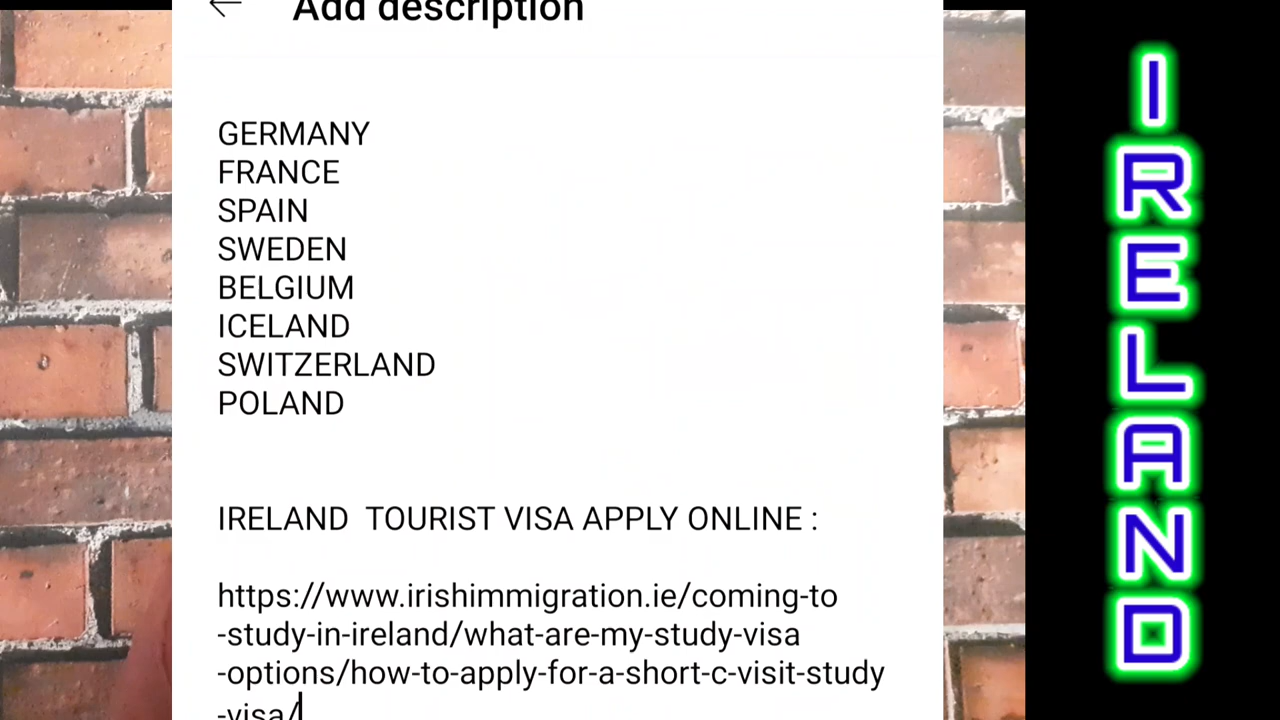 Add description
GERMANY
FRANCE
SPAIN
SWEDEN
BELGIUM
ICELAND
SWITZERLAND
POLAND
IRELAND  TOURIST VISA APPLY ONLINE :
https://www.irishimmigration.ie/coming-to
-study-in-ireland/what-are-my-study-visa
-options/how-to-apply-for-a-short-c-visit-study
-visa/
IRELAND